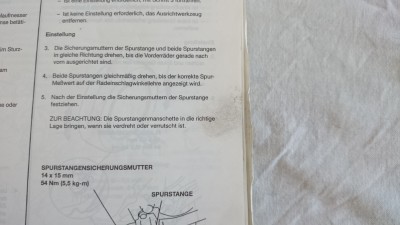 – Ist keine Einstellung erforderlich, das Ausrichtwerkzeug
entfernen.
Einstellung
3. Die Sicherungsmuttern der Spurstange und beide Spurstangen
in gleiche Richtung drehen, bis die Vorderräder gerade nach
vorn ausgerichtet sind.
4. Beide Spurstangen gleichmäßig drehen, bis der korrekte Spur-
Meßwert auf der Radeinschlagwinkellehre angezeigt wird.
5. Nach der Einstellung die Sicherungsmuttern der Spurstange
festziehen.
ZUR BEACHTUNG: Die Spurstangenmanschette in die richtige
Lage bringen, wenn sie verdreht oder verrutscht ist.
SPURSTANGENSICHERUNGSMUTTER
14 x 15 mm
54 Nm (5,5 kg-m)
SPURSTANGE